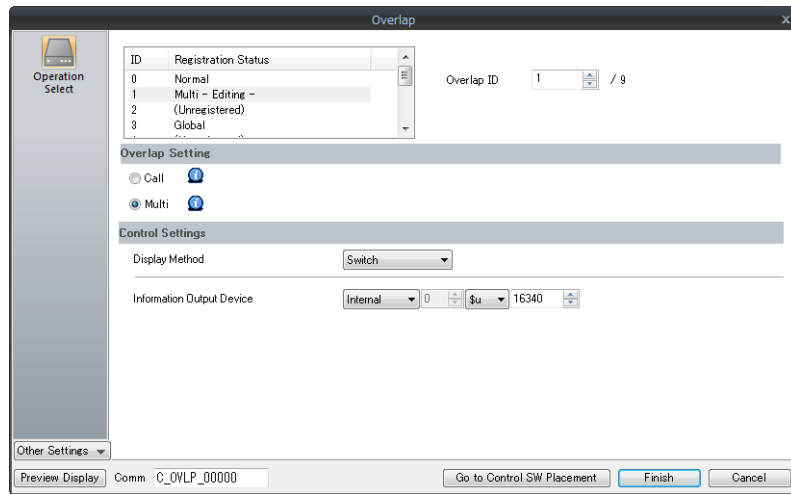 Overlap
x
Operation
Select
ID Registration Status
0 Normal
1 Multi - Editing -
2 (Unregistered)
3 Global
Overlap ID 1 / 9
Overlap Setting
Call
Multi
Control Settings
Display Method Switch
Information Output Device Internal 0 $u 16340
Other Settings
Preview Display Comm C_OVLP_00000 Go to Control SW Placement Finish Cancel